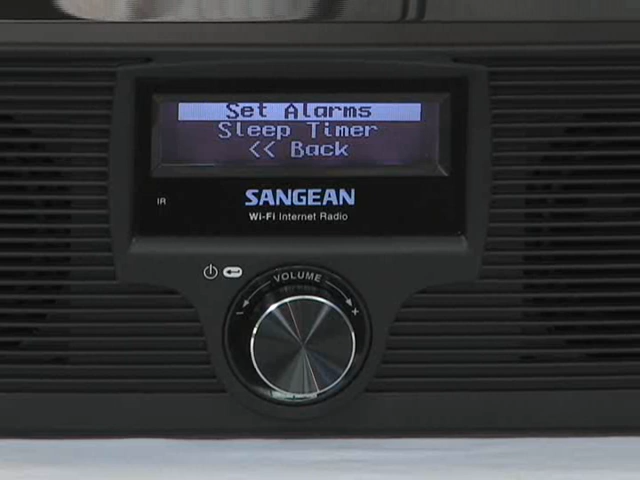 Set Alarms
Sleep Timer
<< Back
IR
SANGEAN
Wi-Fi Internet Radio
VOLUME
- +